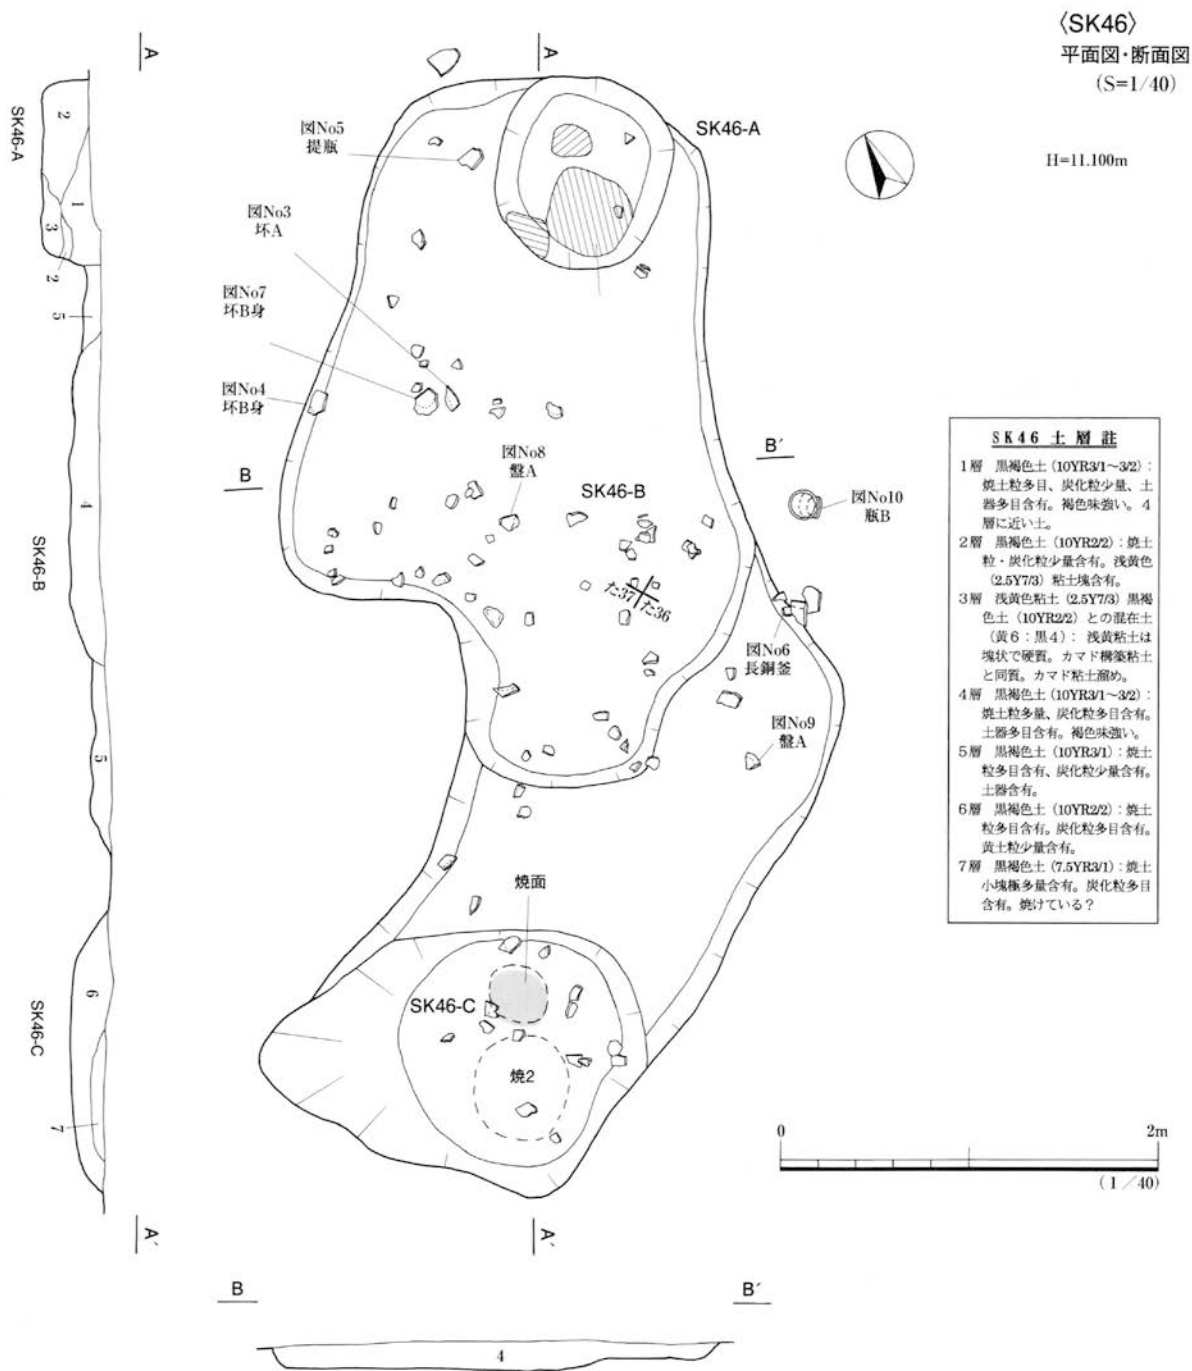 〈SK46〉
平面図・断面図
(S=1/40)
H=11.100m
A
A
SK46-A
2
1
3
2
5
4
SK46-B
5
6
SK46-C
7
A′
A′
SK46-A
図No5
提瓶
図No3
坏A
図No7
坏B身
図No4
坏B身
B
B′
図No8
盤A
SK46-B
図No10
瓶B
た37
た36
図No6
長銅釜
図No9
盤A
焼面
SK46-C
焼2
SK46 土層註
1層 黒褐色土 (10YR3/1～3/2)：
焼土粒多目、炭化粒少量、土
器多目含有。褐色味強い。4
層に近い土。
2層 黒褐色土 (10YR2/2)：焼土
粒・炭化粒少量含有。浅黄色
(2.5Y7/3) 粘土塊含有。
3層 浅黄色粘土 (2.5Y7/3) 黒褐
色土 (10YR2/2) との混在土
（黄6：黒4）：浅黄粘土は
塊状で硬質。カマド構築粘土
と同質。カマド粘土溜め。
4層 黒褐色土 (10YR3/1～3/2)：
焼土粒多量、炭化粒多目含有。
土器多目含有。褐色味強い。
5層 黒褐色土 (10YR3/1)：焼土
粒多目含有、炭化粒少量含有。
土器含有。
6層 黒褐色土 (10YR2/2)：焼土
粒多目含有。炭化粒多目含有。
黄土粒少量含有。
7層 黒褐色土 (7.5YR3/1)：焼土
小塊極多量含有。炭化粒多目
含有。焼けている？
0
2m
(1/40)
B
B′
4